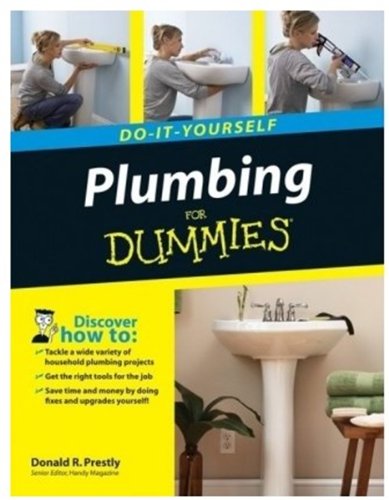 DO-IT-YOURSELF
Plumbing
FOR
DUMMIES®
Discover
how to:
Tackle a wide variety of
household plumbing projects
Get the right tools for the job
Save time and money by doing
fixes and upgrades yourself!
Donald R. Prestly
Senior Editor, Handy Magazine